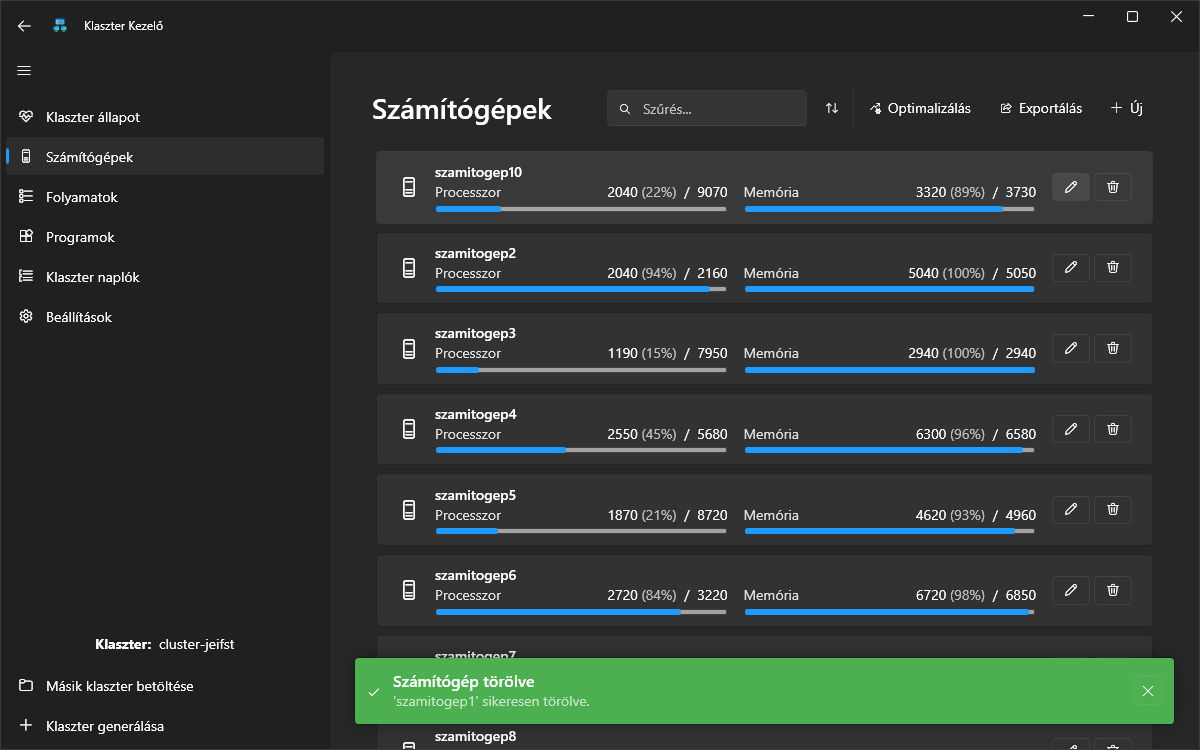 Klaszter Kezelő
Klaszter állapot
Számítógépek
Folyamatok
Programok
Klaszter naplók
Beállítások
Klaszter: cluster-jeifst
Másik klaszter betöltése
Klaszter generálása
Számítógépek
Szűrés...
Optimalizálás
Exportálás
Új
szamitogep10
Processzor 2040 (22%) / 9070 Memória 3320 (89%) / 3730
szamitogep2
Processzor 2040 (94%) / 2160 Memória 5040 (100%) / 5050
szamitogep3
Processzor 1190 (15%) / 7950 Memória 2940 (100%) / 2940
szamitogep4
Processzor 2550 (45%) / 5680 Memória 6300 (96%) / 6580
szamitogep5
Processzor 1870 (21%) / 8720 Memória 4620 (93%) / 4960
szamitogep6
Processzor 2720 (84%) / 3220 Memória 6720 (98%) / 6850
szamitogep7
Számítógép törölve
'szamitogep1' sikeresen törölve.
szamitogep8